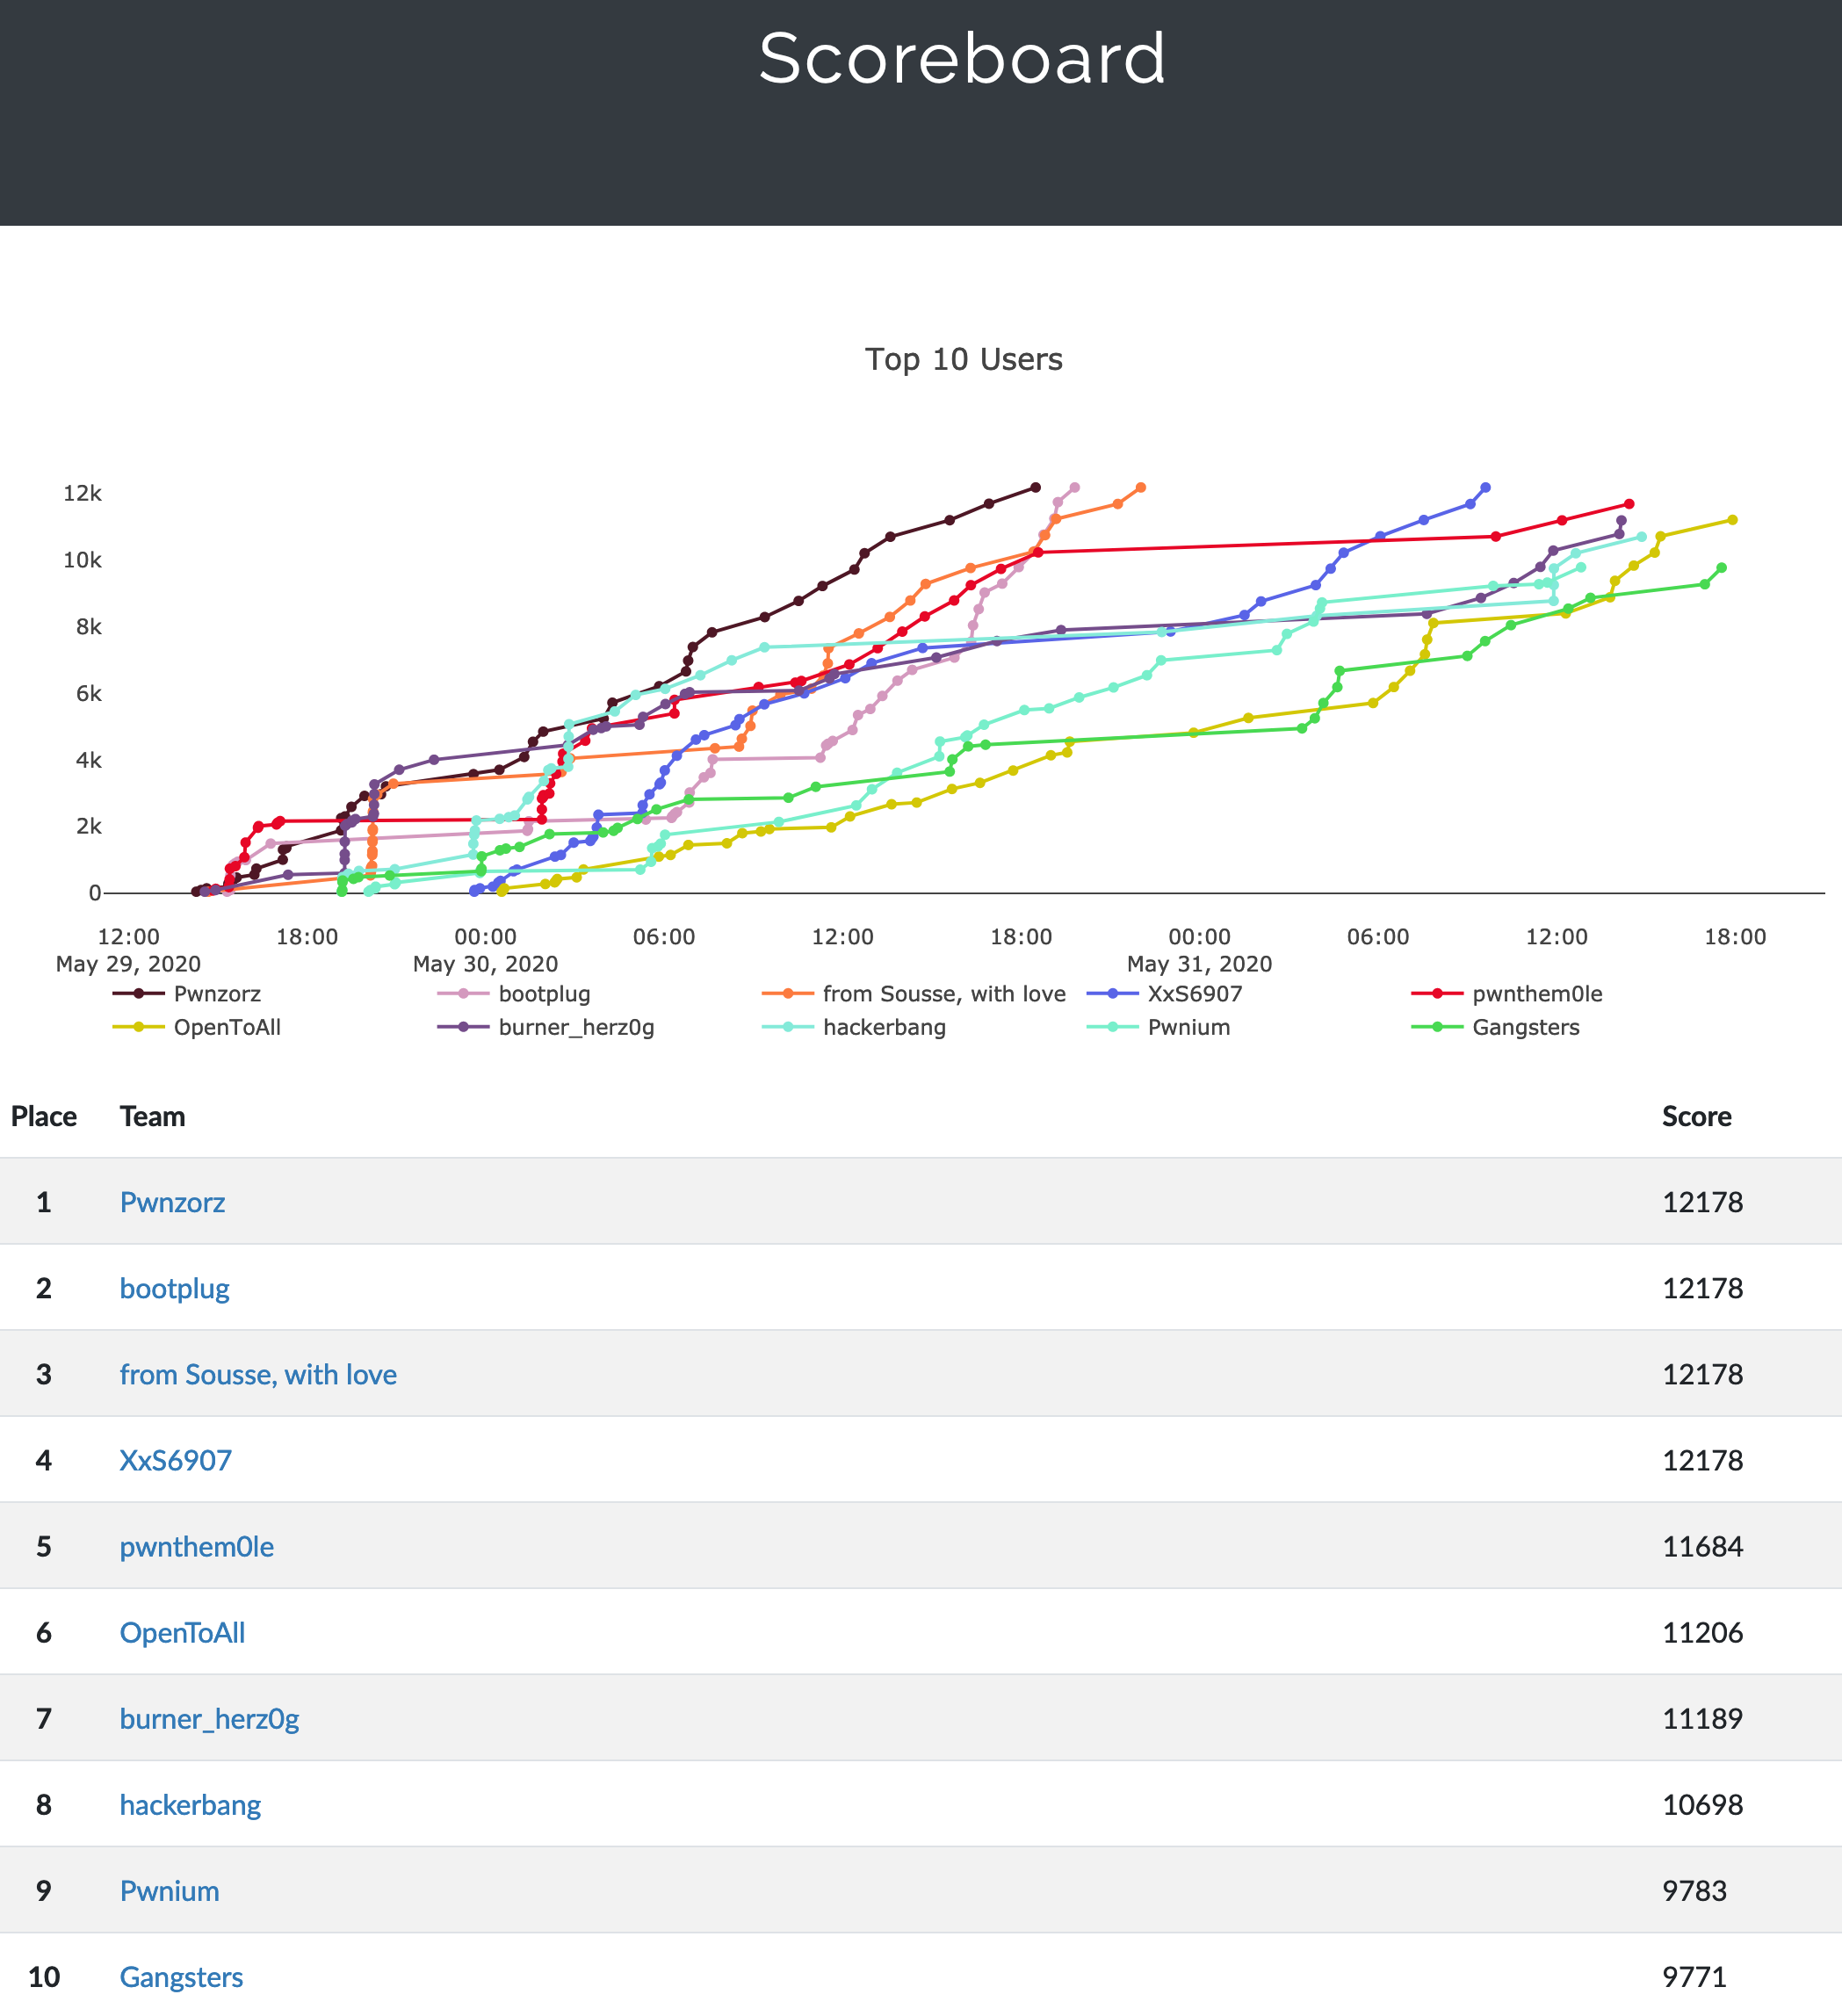 Scoreboard
Top 10 Users
12k
10k
8k
6k
4k
2k
0
12:00 18:00 00:00 06:00 12:00 18:00 00:00 06:00 12:00 18:00
May 29, 2020 May 30, 2020 May 31, 2020
Pwnzorz bootplug from Sousse, with love XxS6907 pwnthem0le
OpenToAll burner_herz0g hackerbang Pwnium Gangsters
Place Team Score
1 Pwnzorz 12178
2 bootplug 12178
3 from Sousse, with love 12178
4 XxS6907 12178
5 pwnthem0le 11684
6 OpenToAll 11206
7 burner_herz0g 11189
8 hackerbang 10698
9 Pwnium 9783
10 Gangsters 9771